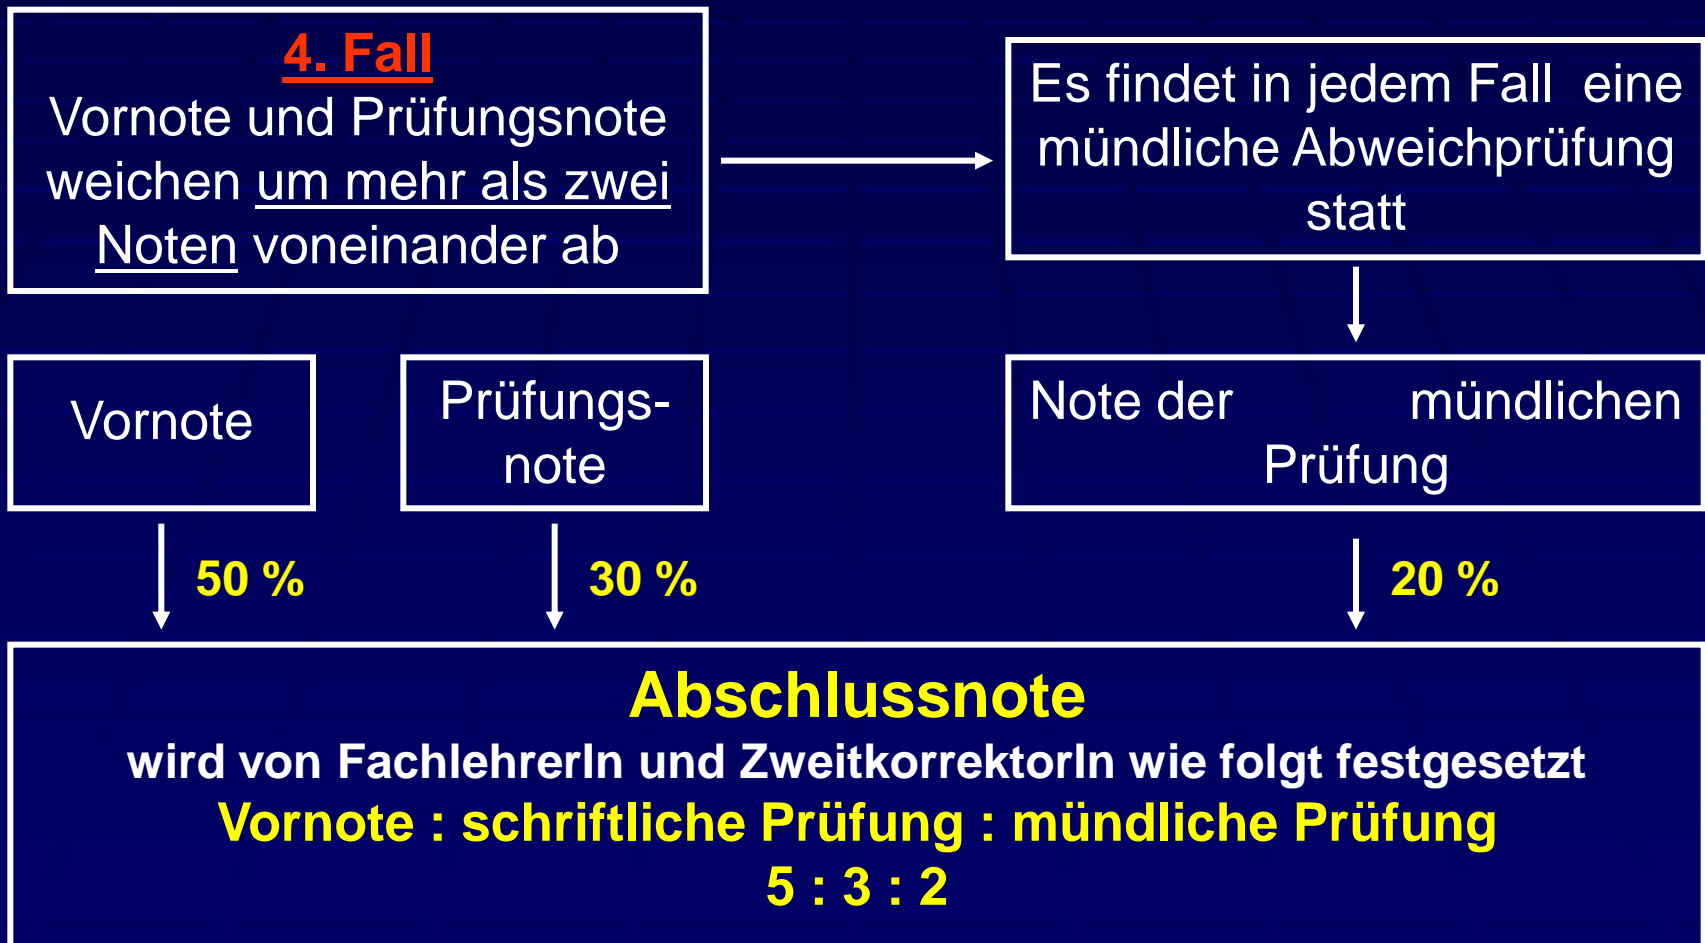 4. Fall
Vornote und Prüfungsnote
weichen um mehr als zwei
Noten voneinander ab
Es findet in jedem Fall eine
mündliche Abweichprüfung
statt
Vornote
Prüfungs-
note
Note der mündlichen
Prüfung
50 %
30 %
20 %
Abschlussnote
wird von FachlehrerIn und ZweitkorrektorIn wie folgt festgesetzt
Vornote : schriftliche Prüfung : mündliche Prüfung
5 : 3 : 2